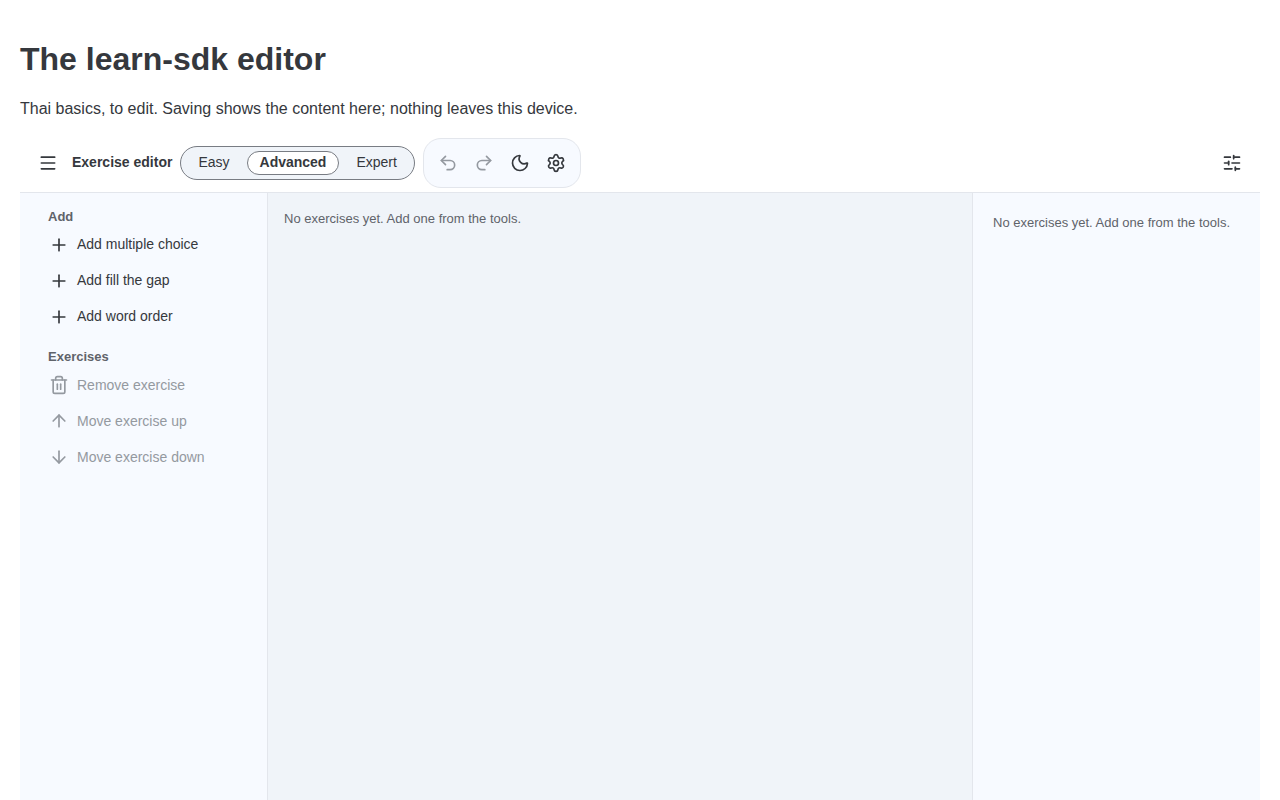 The learn-sdk editor
Thai basics, to edit. Saving shows the content here; nothing leaves this device.
Exercise editor Easy Advanced Expert
Add
Add multiple choice
Add fill the gap
Add word order
Exercises
Remove exercise
Move exercise up
Move exercise down
No exercises yet. Add one from the tools.
No exercises yet. Add one from the tools.